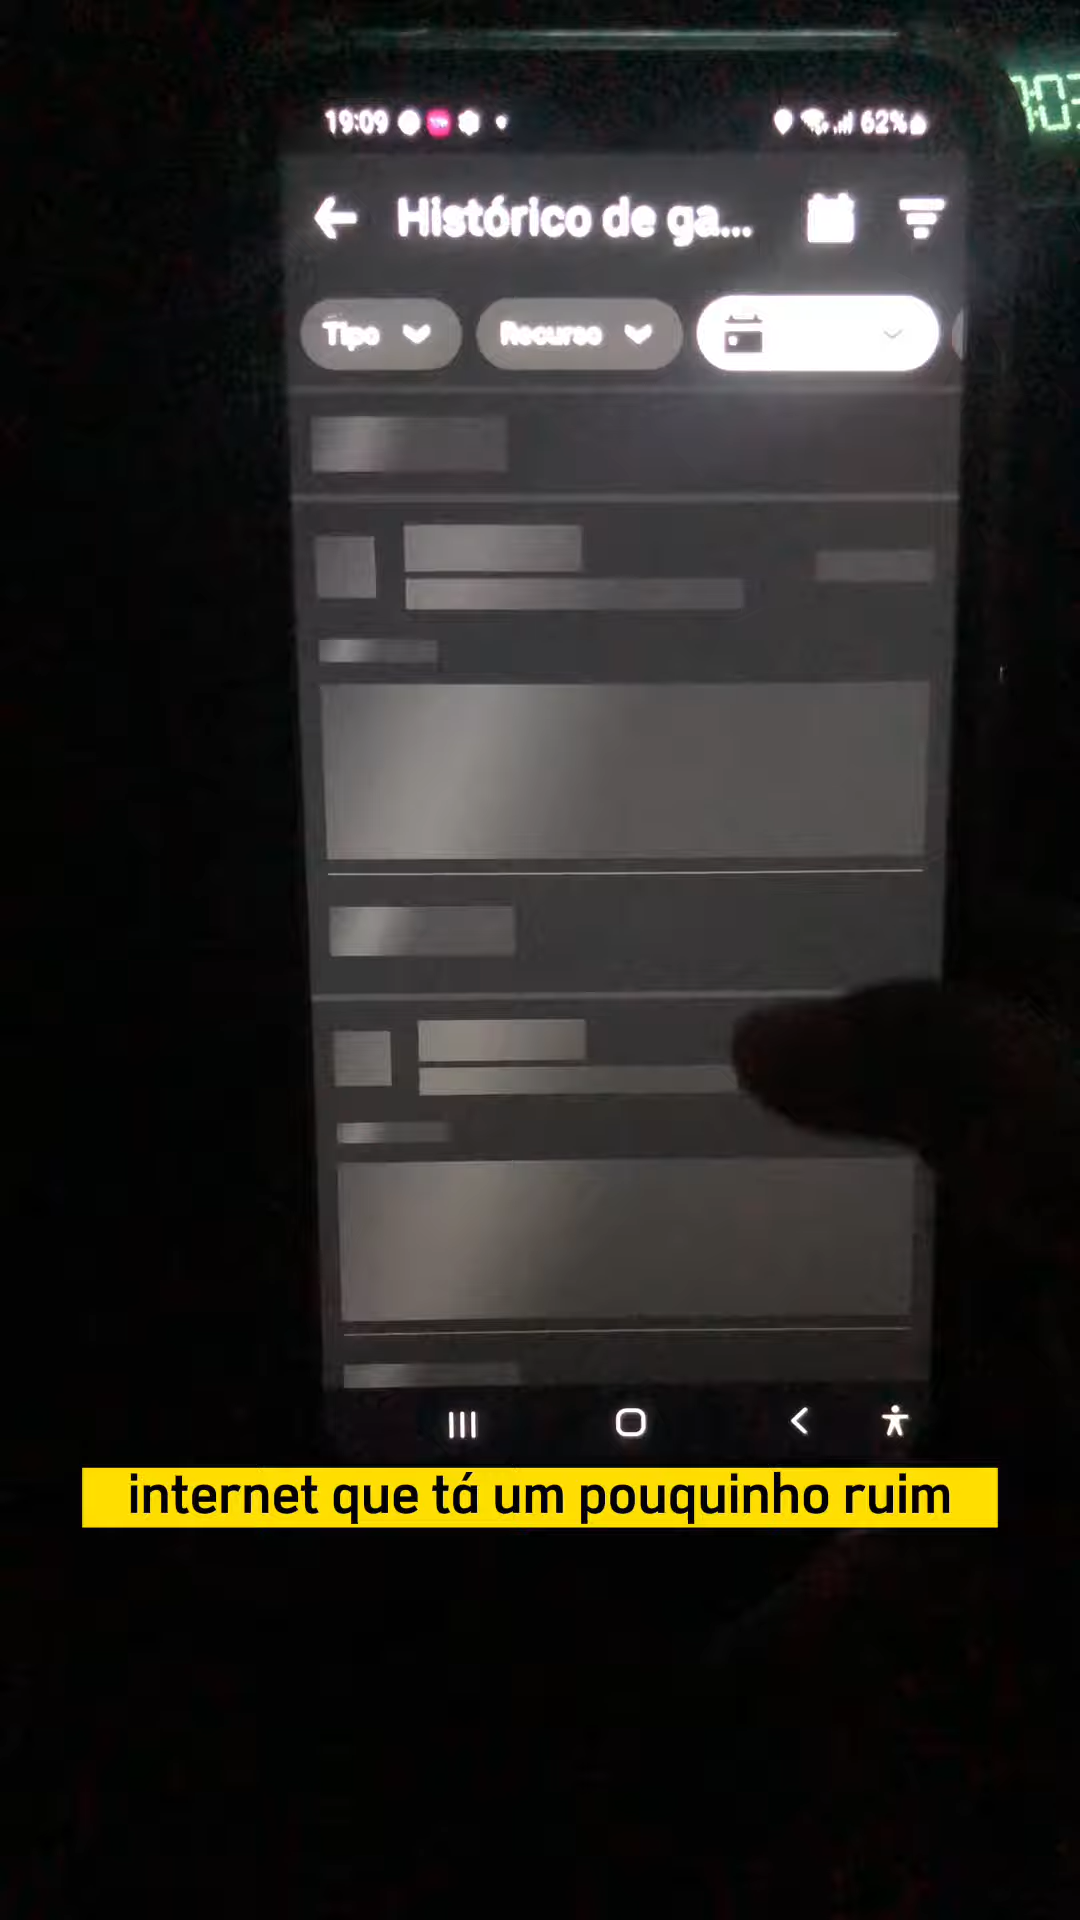 19:09
62%
Histórico de ga...
Tipo
Recurso
internet que tá um pouquinho ruim